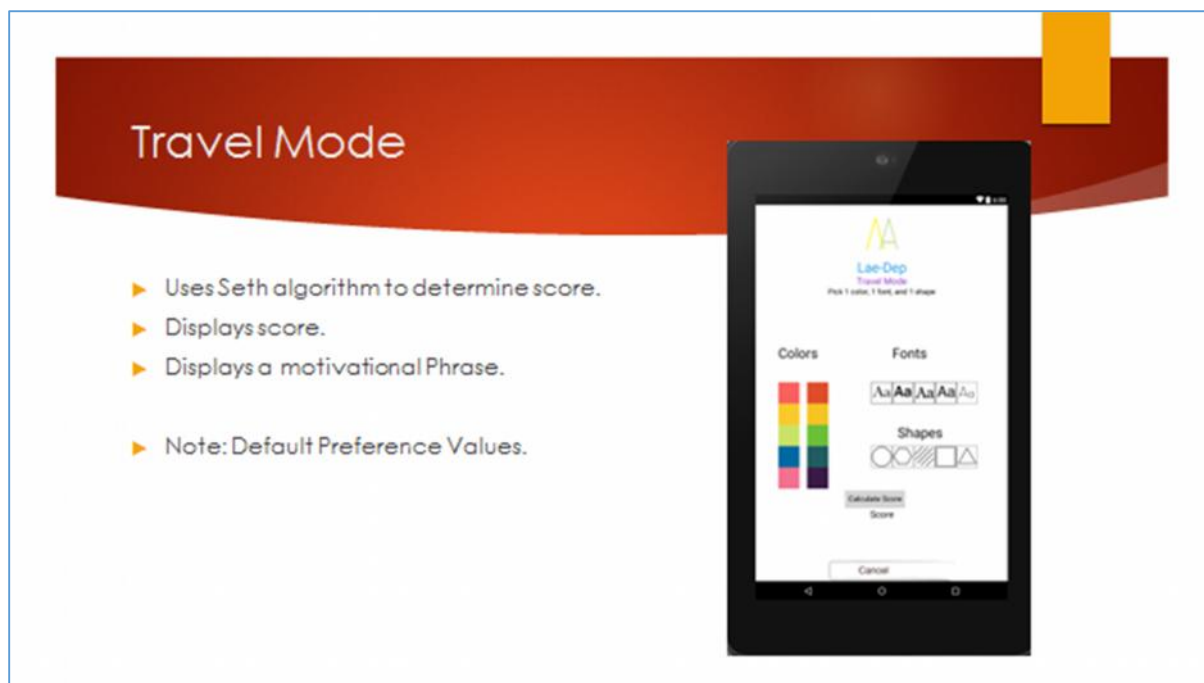 Travel Mode
Uses Seth algorithm to determine score.
Displays score.
Displays a motivational Phrase.
Note: Default Preference Values.
Lae-Dep
Travel Mode
Pick 1 color, 1 font, and 1 shape
Colors
Fonts
Aa Aa Aa Aa Aa
Shapes
Calculate Score
Score
Cancel